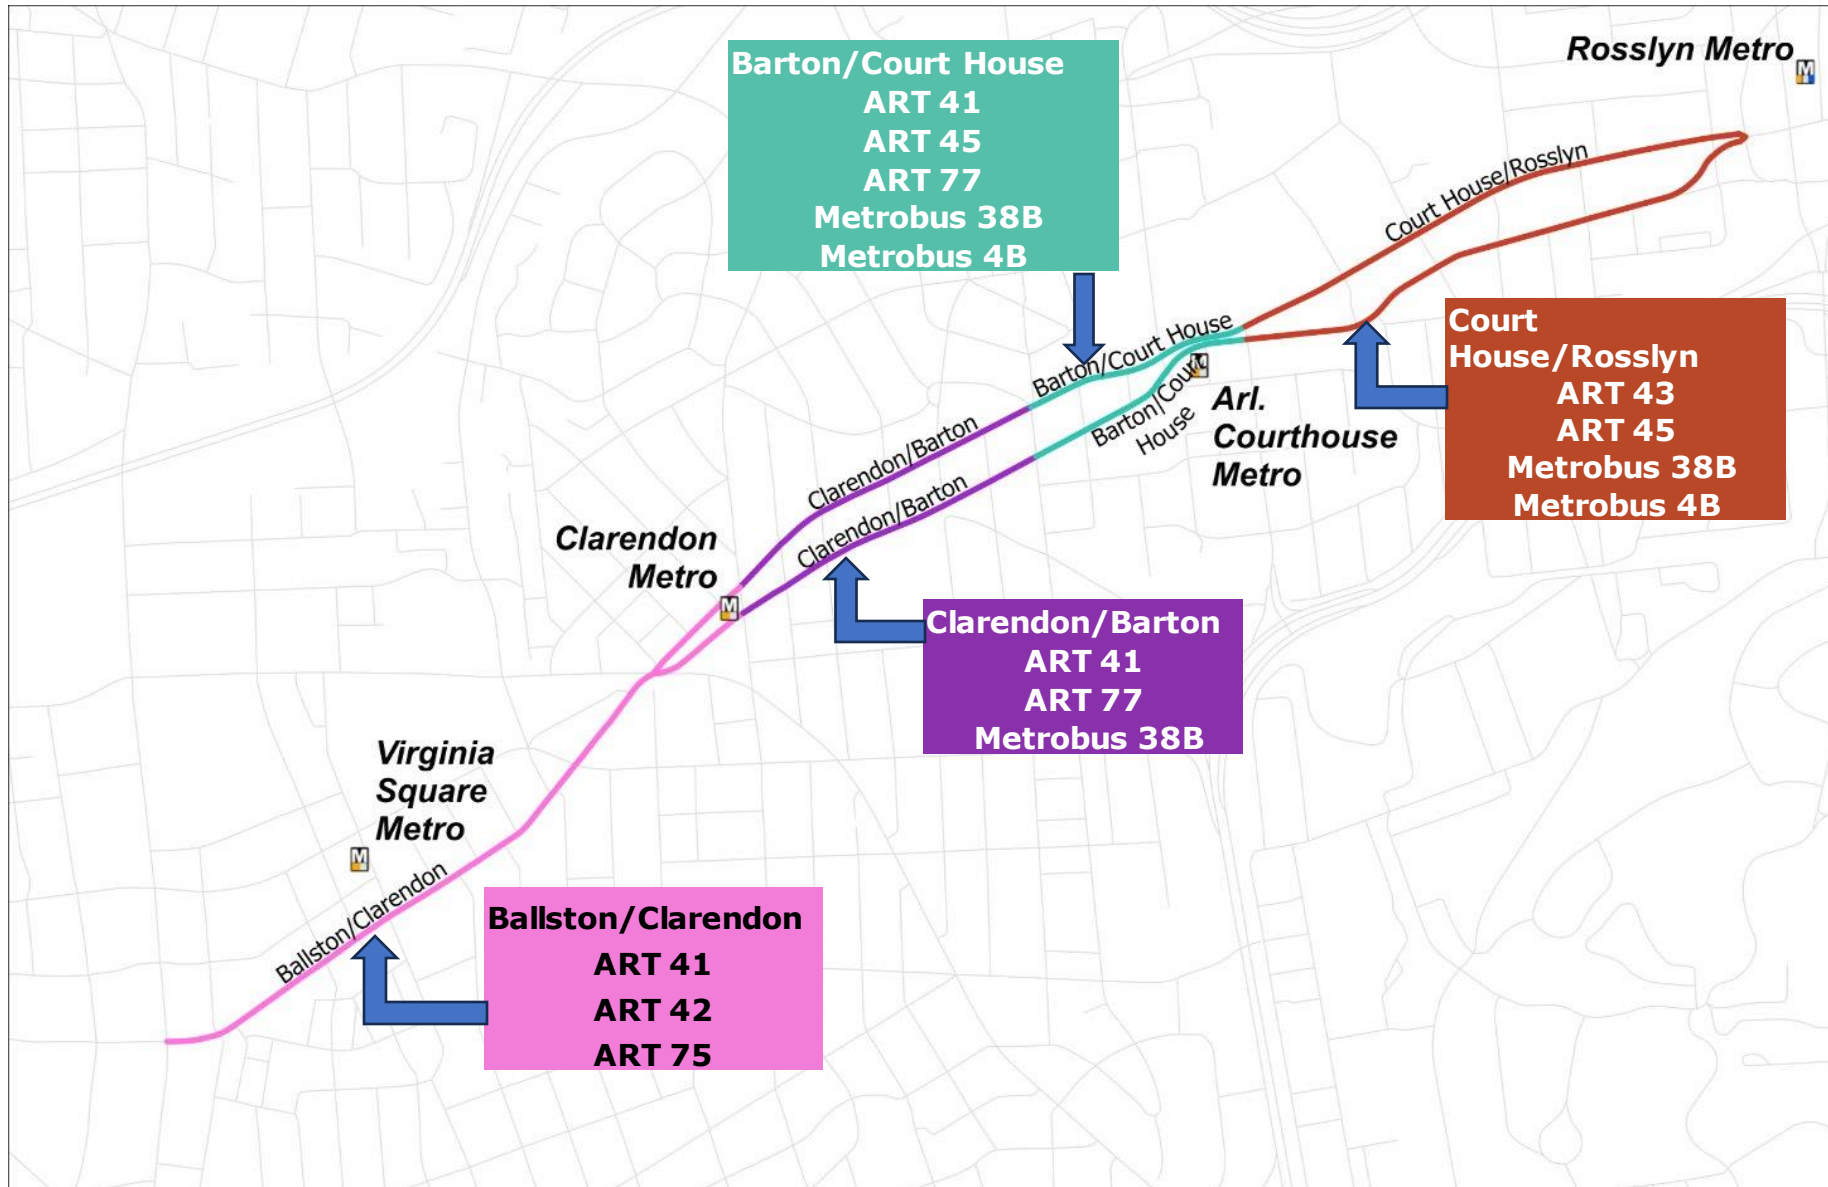 Rosslyn Metro
M
Barton/Court House
ART 41
ART 45
ART 77
Metrobus 38B
Metrobus 4B
Court House/Rosslyn
Court
House/Rosslyn
ART 43
ART 45
Metrobus 38B
Metrobus 4B
Barton/Court House
Barton/Court
House
M
Arl.
Courthouse
Metro
Clarendon/Barton
Clarendon/Barton
Clarendon
Metro
M
Clarendon/Barton
ART 41
ART 77
Metrobus 38B
Virginia
Square
Metro
M
Ballston/Clarendon
Ballston/Clarendon
ART 41
ART 42
ART 75